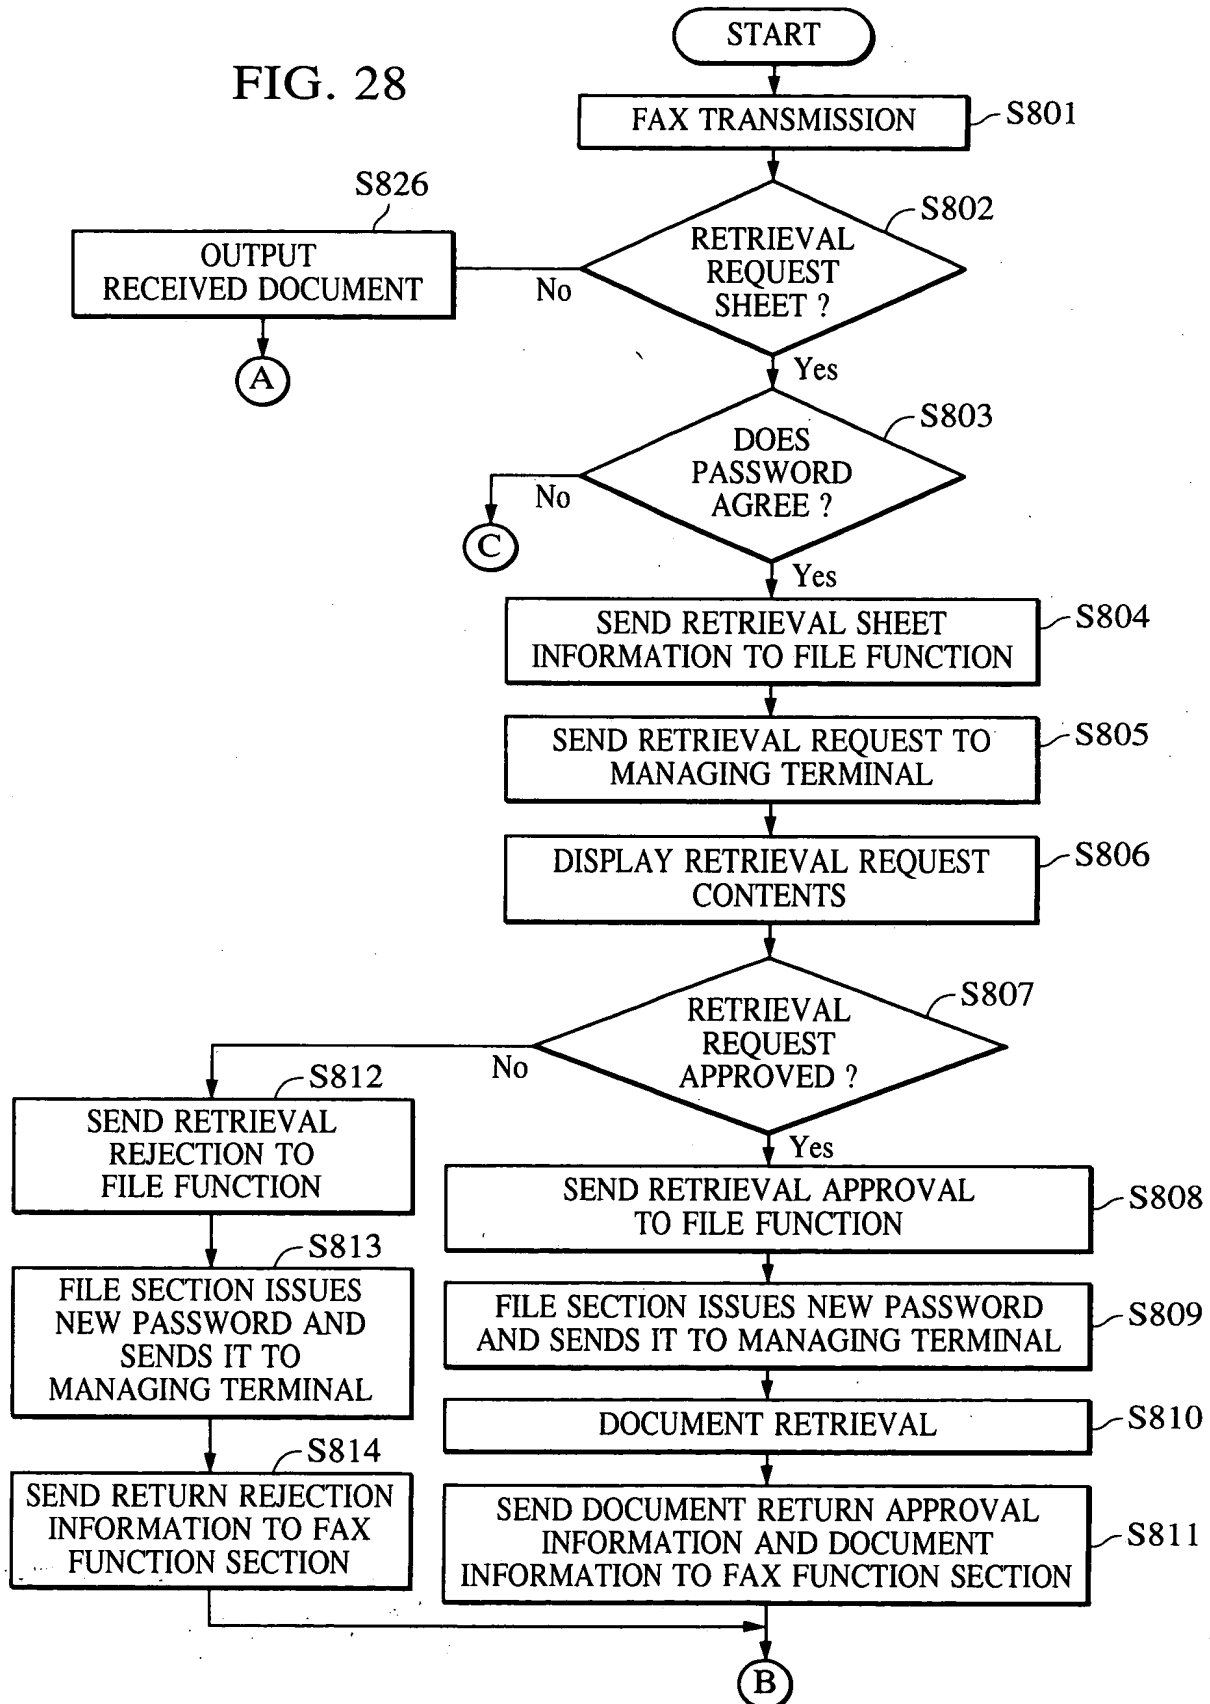 START
FIG. 28
FAX TRANSMISSION
S801
S826
S802
OUTPUT
RECEIVED DOCUMENT
RETRIEVAL
REQUEST
SHEET ?
No
Yes
A
S803
DOES
PASSWORD
AGREE ?
No
C
Yes
SEND RETRIEVAL SHEET
INFORMATION TO FILE FUNCTION
S804
SEND RETRIEVAL REQUEST TO
MANAGING TERMINAL
S805
DISPLAY RETRIEVAL REQUEST
CONTENTS
S806
RETRIEVAL
REQUEST
APPROVED ?
S807
No
Yes
S812
SEND RETRIEVAL
REJECTION TO
FILE FUNCTION
SEND RETRIEVAL APPROVAL
TO FILE FUNCTION
S808
S813
FILE SECTION ISSUES
NEW PASSWORD AND
SENDS IT TO
MANAGING TERMINAL
FILE SECTION ISSUES NEW PASSWORD
AND SENDS IT TO MANAGING TERMINAL
S809
DOCUMENT RETRIEVAL
S810
S814
SEND RETURN REJECTION
INFORMATION TO FAX
FUNCTION SECTION
SEND DOCUMENT RETURN APPROVAL
INFORMATION AND DOCUMENT
INFORMATION TO FAX FUNCTION SECTION
S811
B